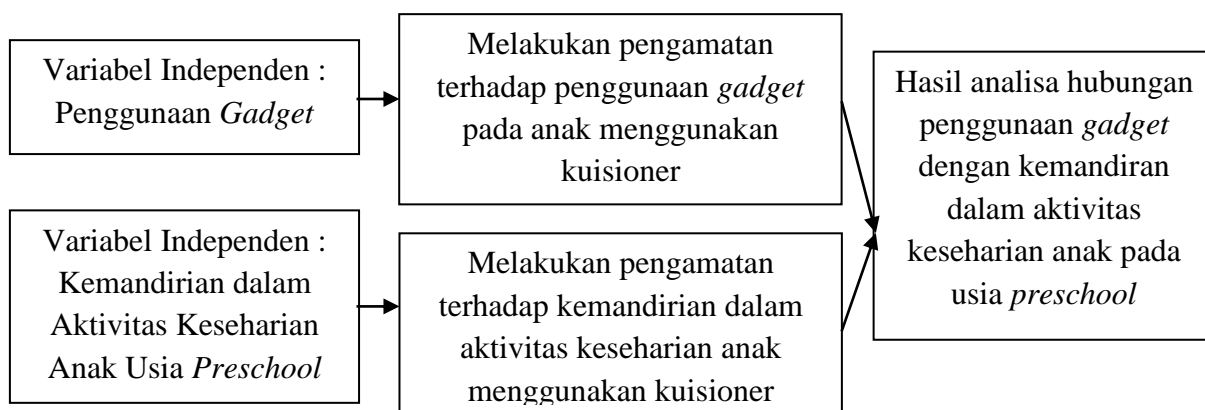 Variabel Independen :
Penggunaan Gadget
Melakukan pengamatan
terhadap penggunaan gadget
pada anak menggunakan
kuisioner
Variabel Independen :
Kemandirian dalam
Aktivitas Keseharian
Anak Usia Preschool
Melakukan pengamatan
terhadap kemandirian dalam
aktivitas keseharian anak
menggunakan kuisioner
Hasil analisa hubungan
penggunaan gadget
dengan kemandiran
dalam aktivitas
keseharian anak pada
usia preschool